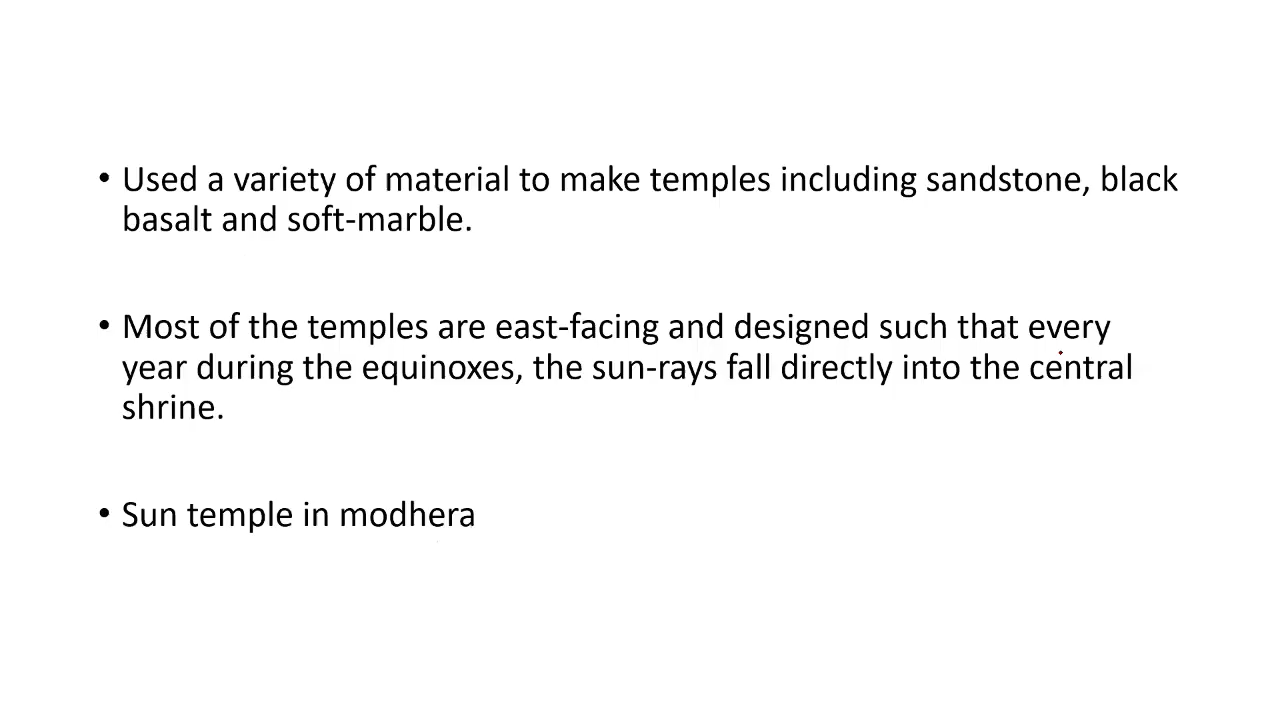 • Used a variety of material to make temples including sandstone, black
basalt and soft-marble.
• Most of the temples are east-facing and designed such that every
year during the equinoxes, the sun-rays fall directly into the central
shrine.
• Sun temple in modhera